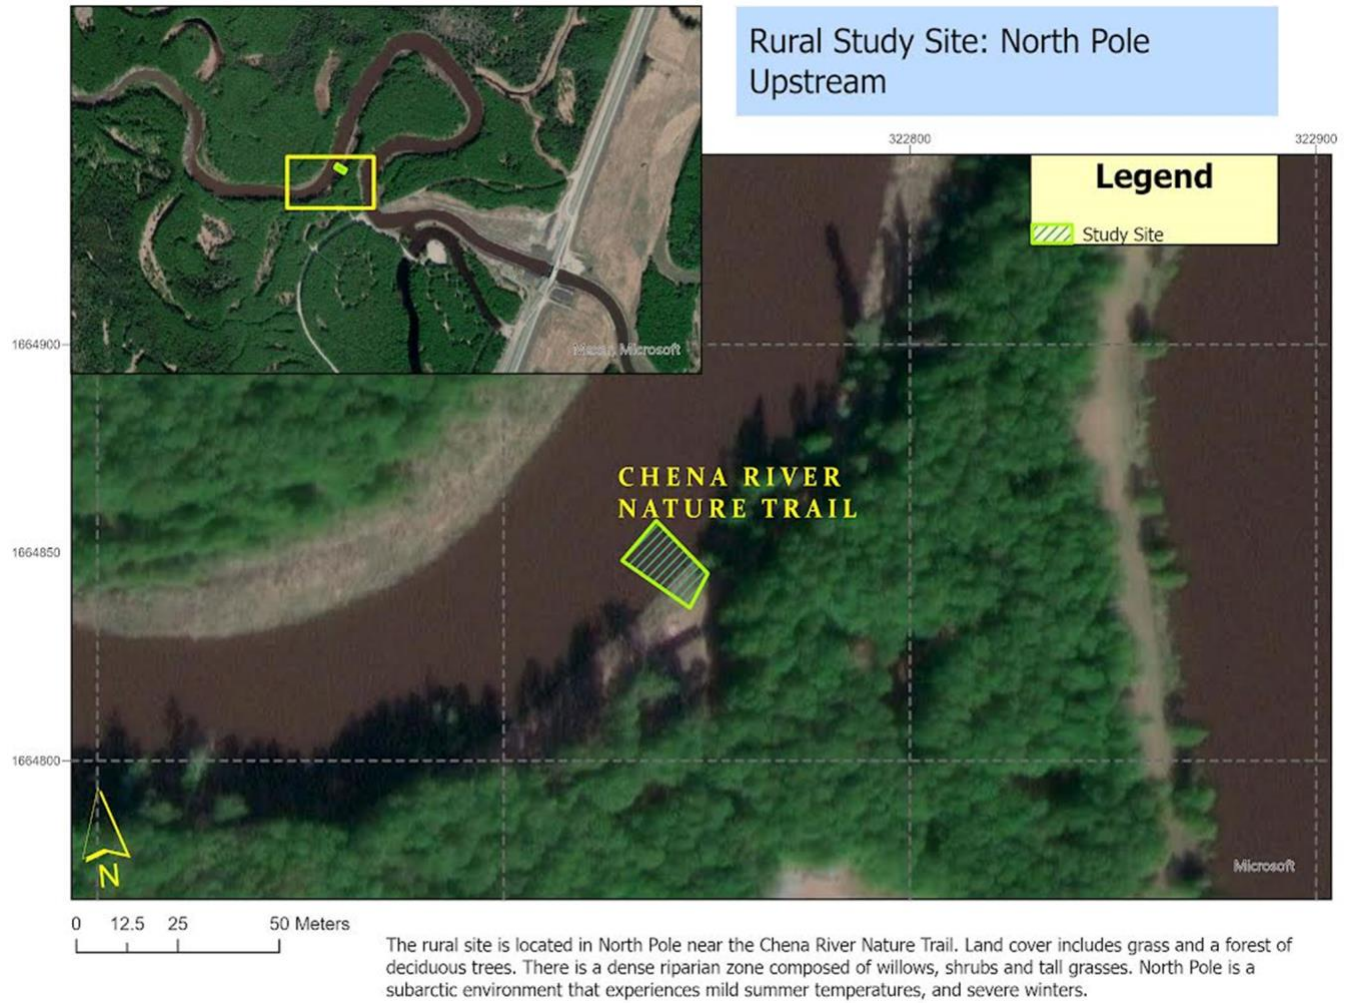 Rural Study Site: North Pole
Upstream
322800
322900
Legend
Study Site
Microsoft
1664900
CHENA RIVER
NATURE TRAIL
1664850
1664800
N
Microsoft
0 12.5 25 50 Meters
The rural site is located in North Pole near the Chena River Nature Trail. Land cover includes grass and a forest of
deciduous trees. There is a dense riparian zone composed of willows, shrubs and tall grasses. North Pole is a
subarctic environment that experiences mild summer temperatures, and severe winters.